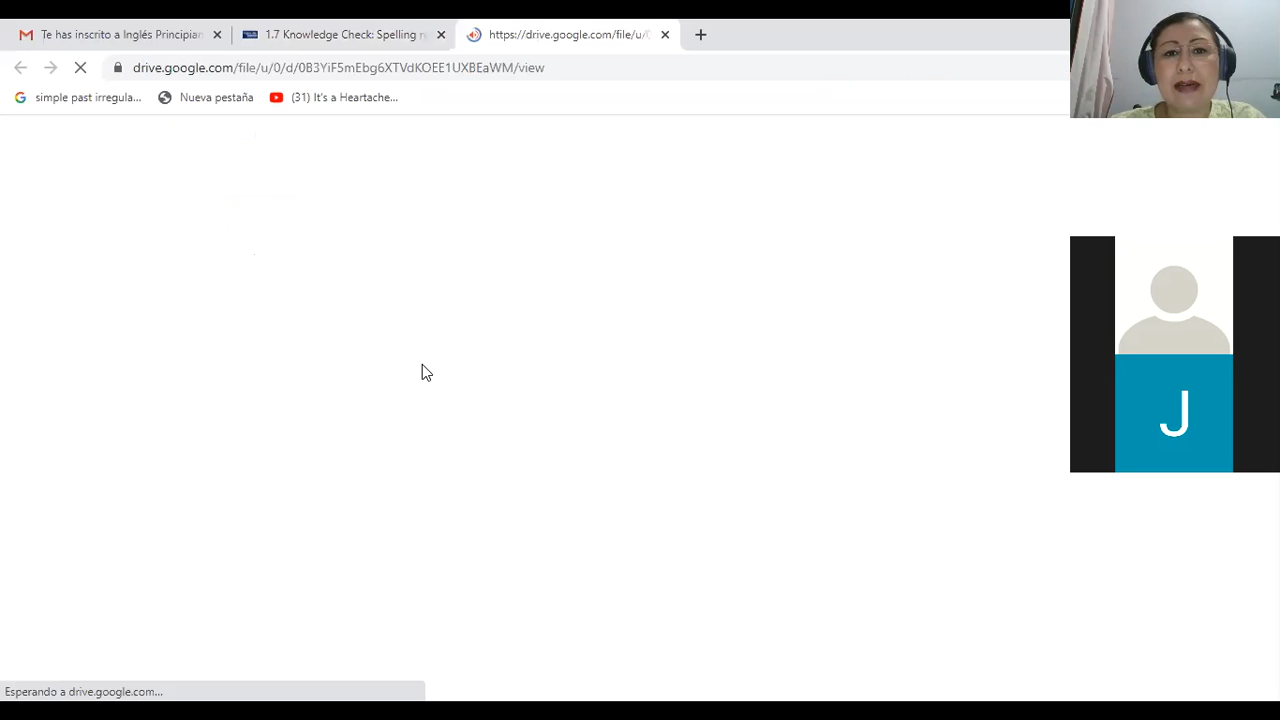 Te has inscrito a Inglés Principian
1.7 Knowledge Check: Spelling r
https://drive.google.com/file/u/0
drive.google.com/file/u/0/d/0B3YiF5mEbg6XTVdKOEE1UXBEaWM/view
simple past irregula...
Nueva pestaña
(31) It's a Heartache...
J
Esperando a drive.google.com...